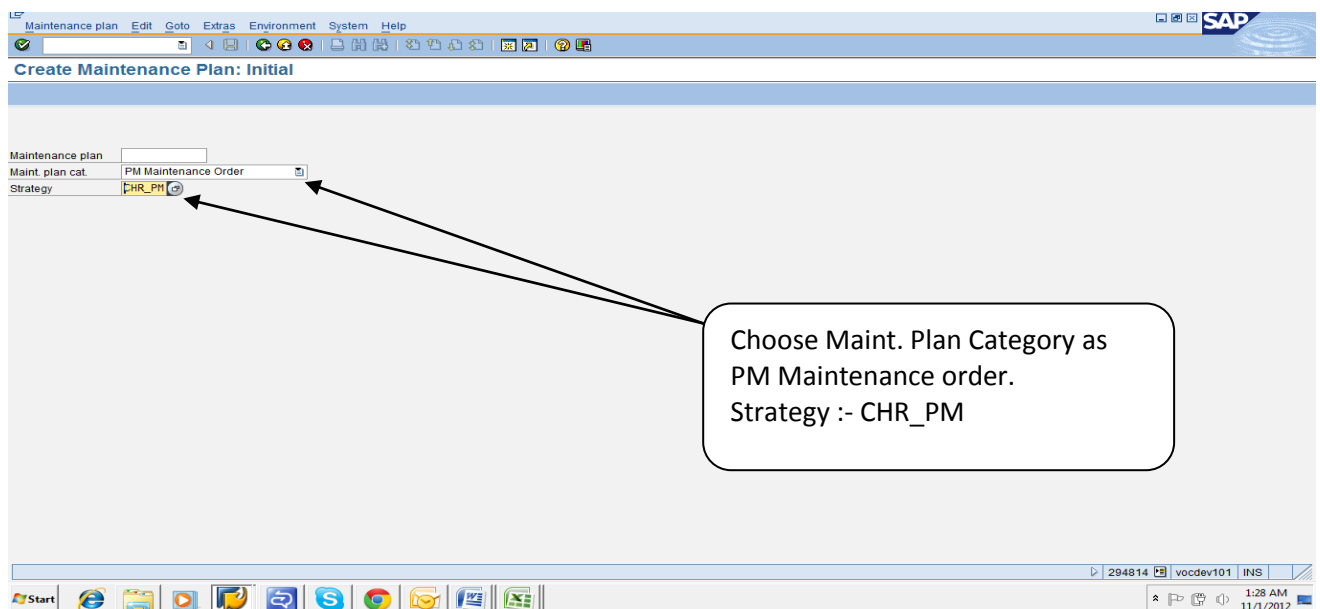 Maintenance plan Edit Goto Extras Environment System Help
SAP
Create Maintenance Plan: Initial
Maintenance plan
Maint. plan cat. PM Maintenance Order
Strategy CHR_PM
Choose Maint. Plan Category as
PM Maintenance order.
Strategy :- CHR_PM
294814 vocdev101 INS
Start
1:28 AM
11/1/2012